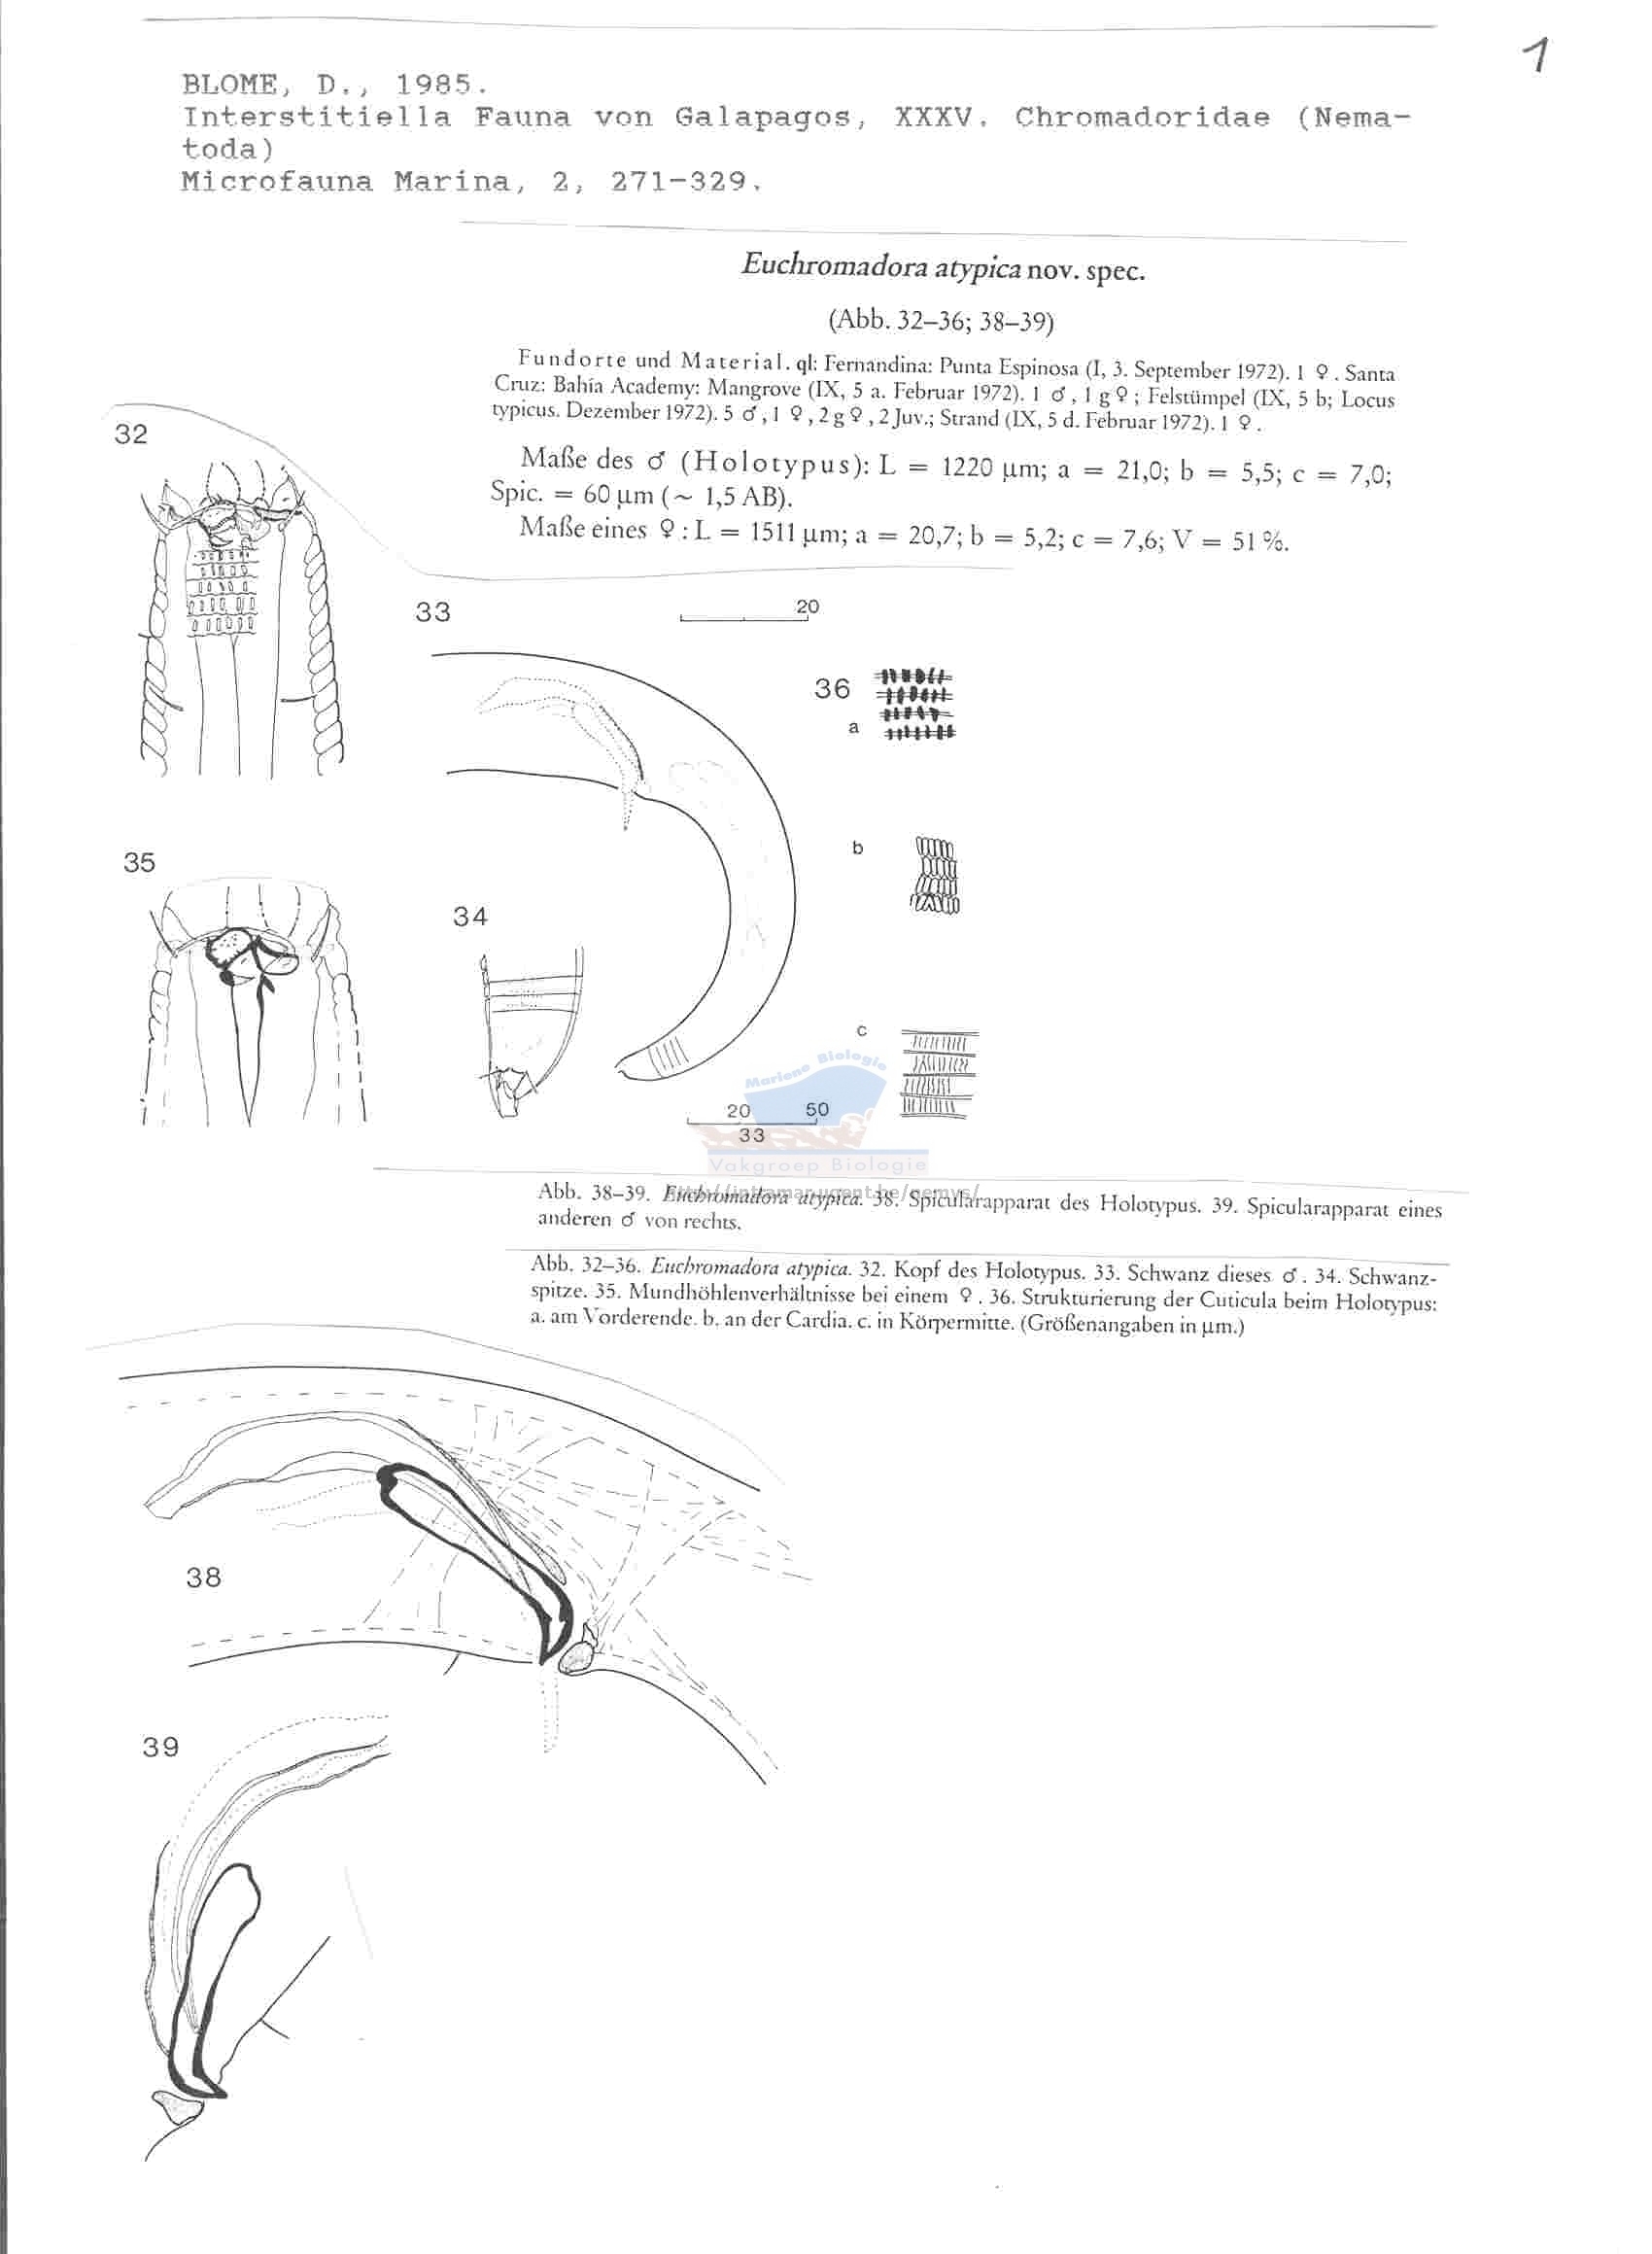 1
BLOME, D., 1985.
Interstitiella Fauna von Galapagos, XXXV. Chromadoridae (Nema-
toda)
Microfauna Marina, 2, 271-329.
Euchromadora atypica nov. spec.
(Abb. 32–36; 38–39)
Fundorte und Material. ql: Fernandina: Punta Espinosa (I, 3. September 1972). 1 ♀. Santa
Cruz: Bahía Academy: Mangrove (IX, 5 a. Februar 1972). 1 ♂, 1 g ♀; Felstümpel (IX, 5 b; Locus
typicus. Dezember 1972). 5 ♂, 1 ♀, 2 g ♀, 2 Juv.; Strand (IX, 5 d. Februar 1972). 1 ♀.
Maße des ♂ (Holotypus): L = 1220 µm; a = 21,0; b = 5,5; c = 7,0;
Spic. = 60 µm (~ 1,5 AB).
Maße eines ♀: L = 1511 µm; a = 20,7; b = 5,2; c = 7,6; V = 51 %.
32
33
20
36
a
35
b
34
c
Mariene Biologie
20 50
33
Vakgroep Biologie
Abb. 38–39. Euchromadora atypica. 38. Spicularapparat des Holotypus. 39. Spicularapparat eines
anderen ♂ von rechts.
Abb. 32–36. Euchromadora atypica. 32. Kopf des Holotypus. 33. Schwanz dieses ♂. 34. Schwanz-
spitze. 35. Mundhöhlenverhältnisse bei einem ♀. 36. Strukturierung der Cuticula beim Holotypus:
a. am Vorderende. b. an der Cardia. c. in Körpermitte. (Größenangaben in µm.)
38
39